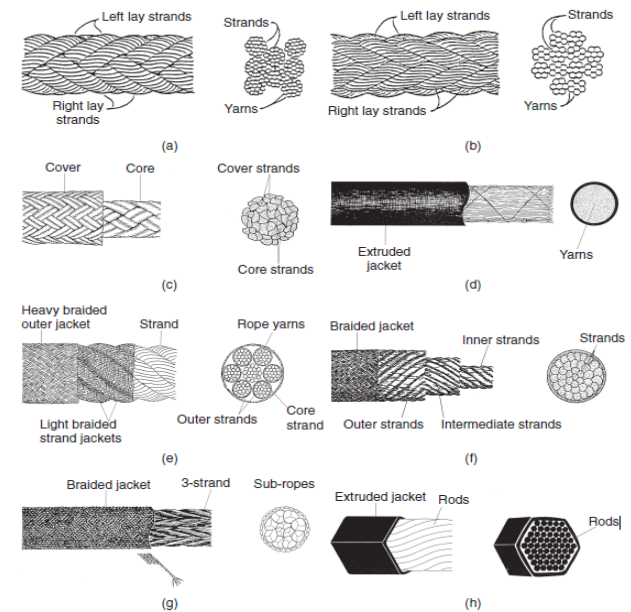 Left lay strands
Strands
Right lay
strands
Yarns
(a)
Left lay strands
Strands
Right lay strands
Yarns
(b)
Cover
Core
Cover strands
Core strands
(c)
Extruded
jacket
Yarns
(d)
Heavy braided
outer jacket
Strand
Rope yarns
Light braided
strand jackets
Outer strands
Core
strand
(e)
Braided jacket
Inner strands
Strands
Outer strands
Intermediate strands
(f)
Braided jacket
3-strand
Sub-ropes
(g)
Extruded jacket
Rods
Rods
(h)